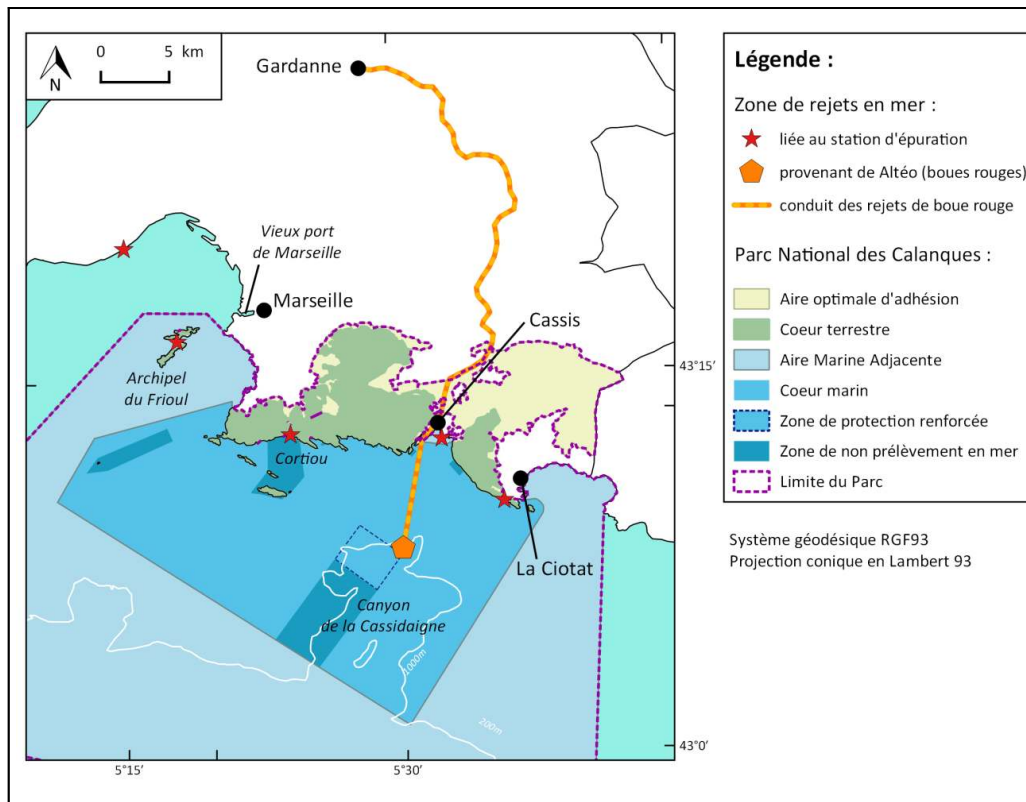 0 5 km
N
Gardanne
Vieux port
de Marseille
Marseille
Cassis
Archipel
du Frioul
Cortiou
La Ciotat
Canyon
de la Cassidaigne
1000m
200m
43°15'
43°0'
5°15'
5°30'
Légende :
Zone de rejets en mer :
liée au station d'épuration
provenant de Altéo (boues rouges)
conduit des rejets de boue rouge
Parc National des Calanques :
Aire optimale d'adhésion
Coeur terrestre
Aire Marine Adjacente
Coeur marin
Zone de protection renforcée
Zone de non prélèvement en mer
Limite du Parc
Système géodésique RGF93
Projection conique en Lambert 93